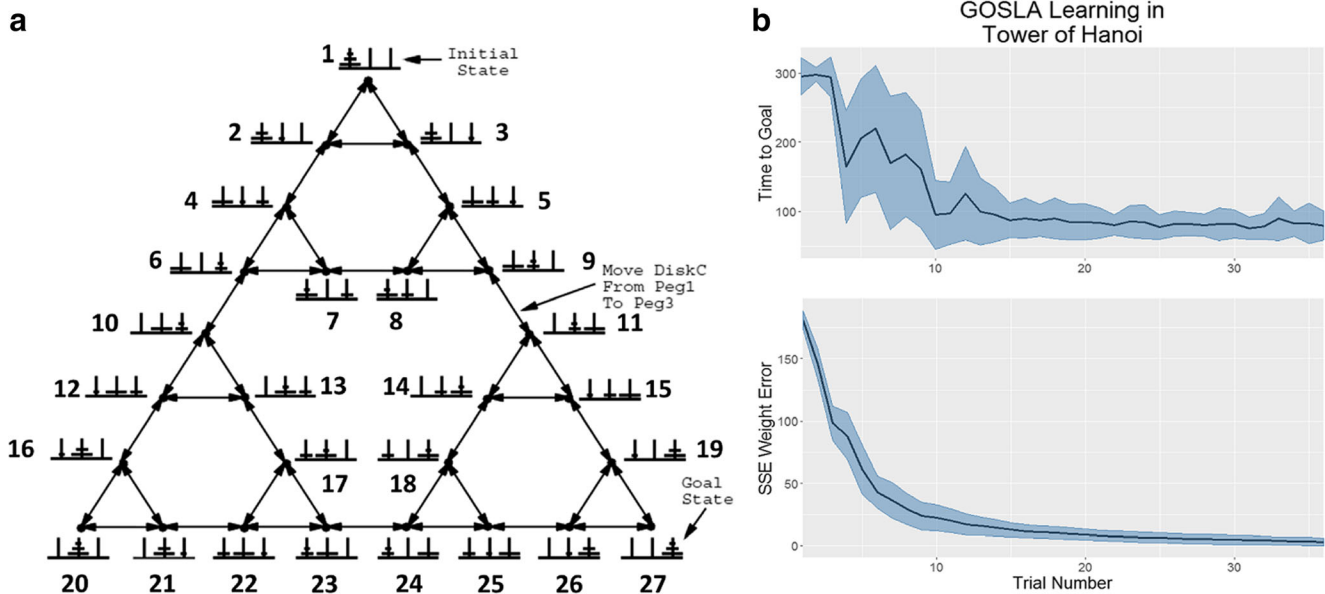 a
1
Initial
State
2
3
4
5
6
9
Move DiskC
From Peg1
To Peg3
7
8
10
11
12
13
14
15
16
17
18
19
Goal
State
20 21 22 23 24 25 26 27
b
GOSLA Learning in
Tower of Hanoi
Time to Goal
300
200
100
10 20 30
SSE Weight Error
150
100
50
0
10 20 30
Trial Number